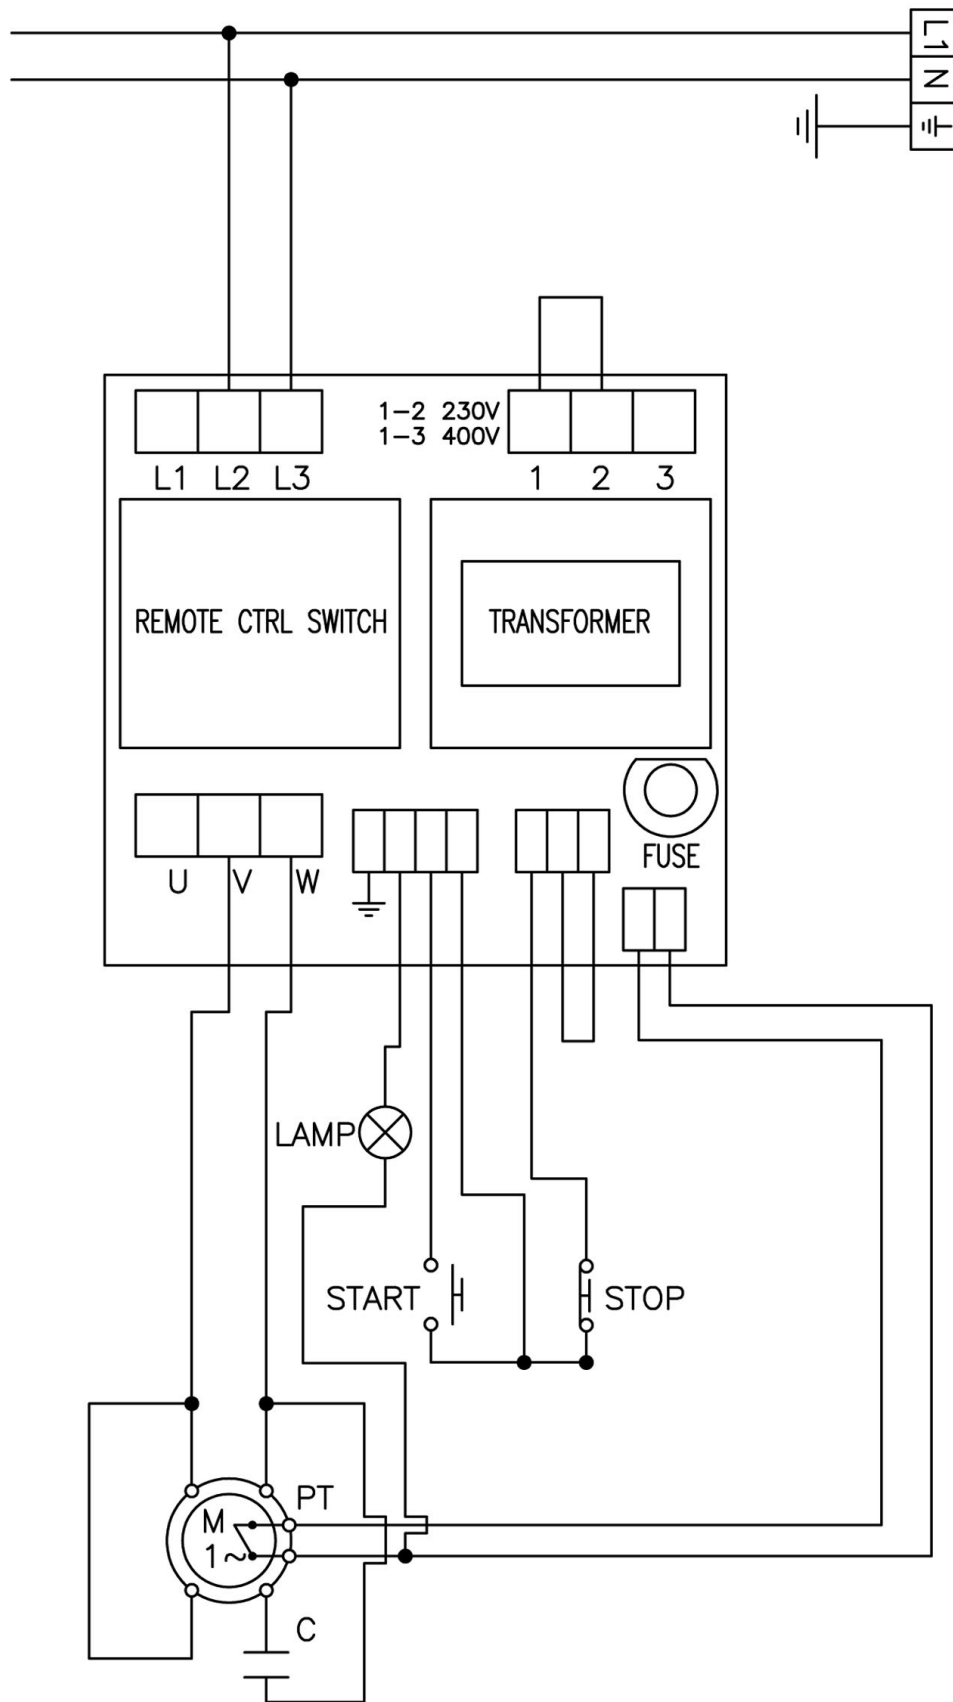 L1
N
1-2 230V
1-3 400V
L1 L2 L3
1 2 3
REMOTE CTRL SWITCH
TRANSFORMER
FUSE
U V W
LAMP
START
STOP
PT
M
1~
C